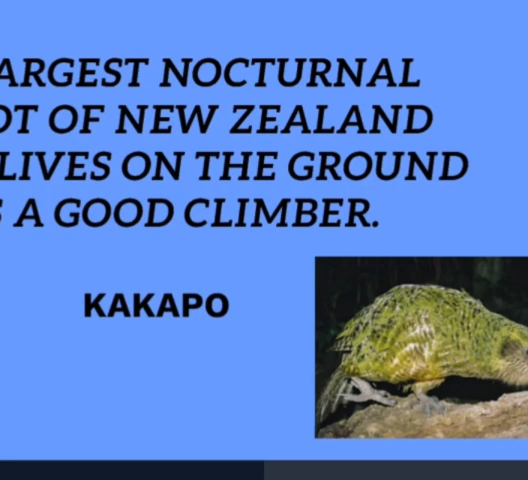 ARGEST NOCTURNAL
OT OF NEW ZEALAND
LIVES ON THE GROUND
S A GOOD CLIMBER.
KAKAPO